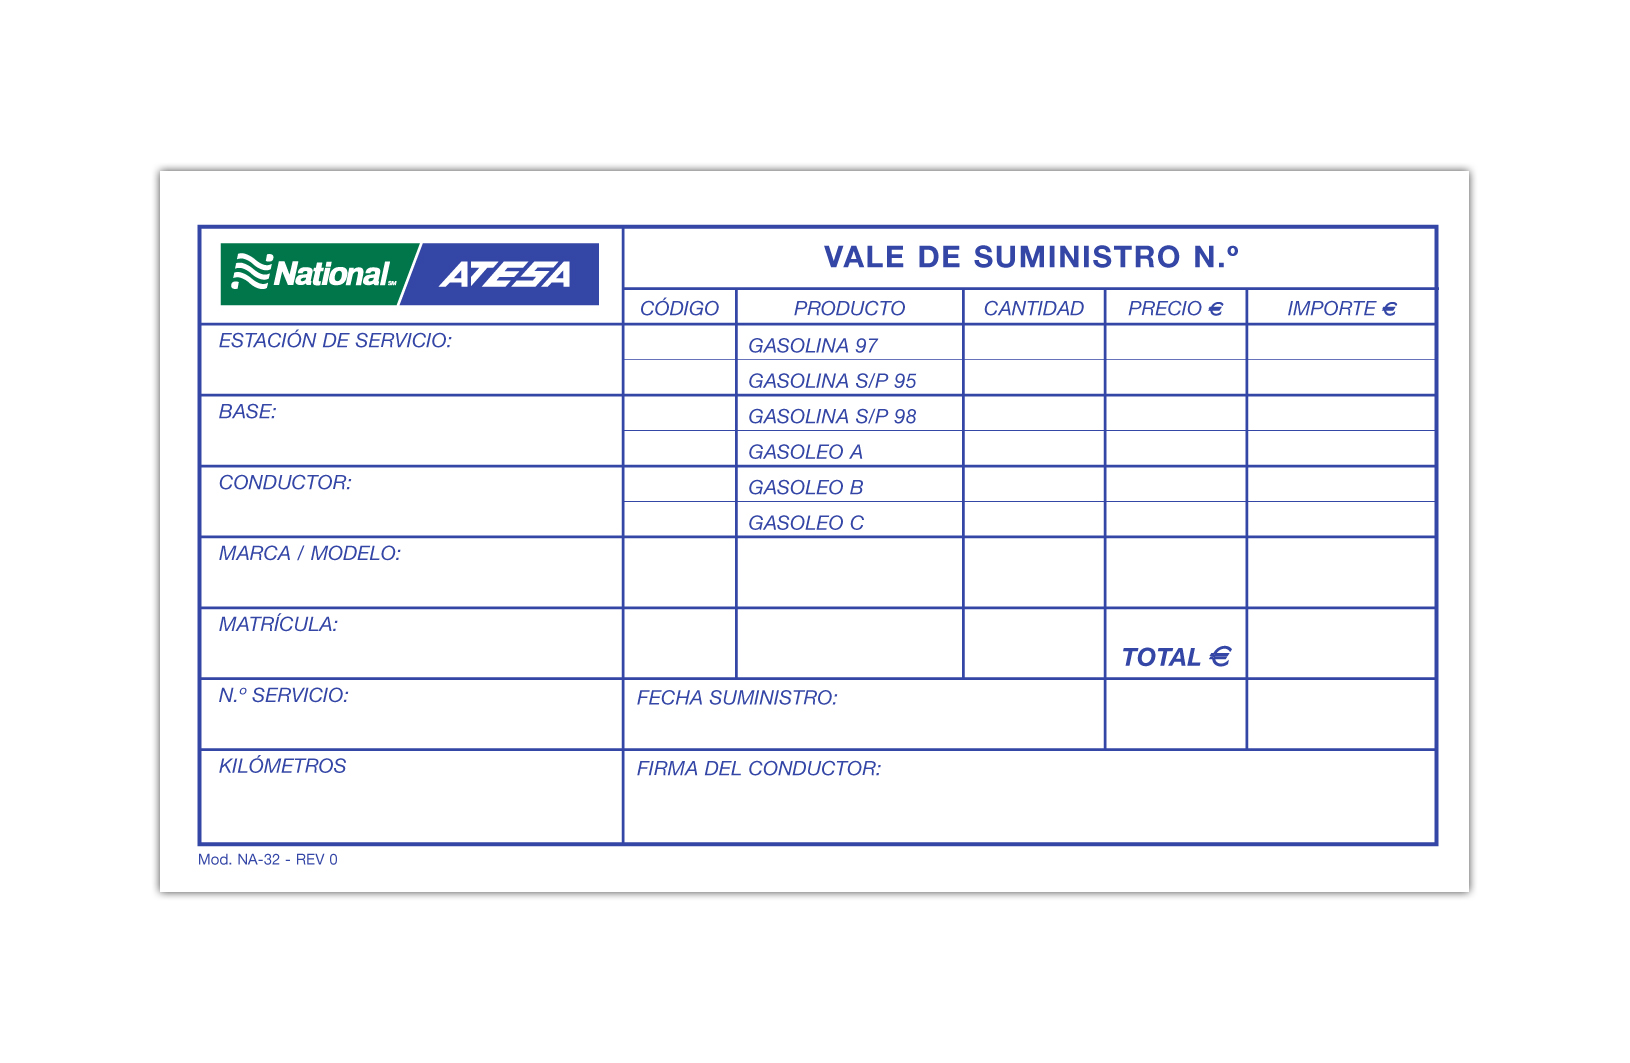 National SM ATESA
VALE DE SUMINISTRO N.º
CÓDIGO PRODUCTO CANTIDAD PRECIO € IMPORTE €
ESTACIÓN DE SERVICIO:
GASOLINA 97
GASOLINA S/P 95
BASE:
GASOLINA S/P 98
GASOLEO A
CONDUCTOR:
GASOLEO B
GASOLEO C
MARCA / MODELO:
MATRÍCULA:
TOTAL €
N.º SERVICIO:
FECHA SUMINISTRO:
KILÓMETROS
FIRMA DEL CONDUCTOR:
Mod. NA-32 - REV 0